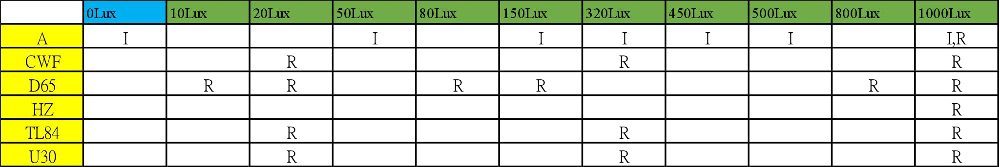 0Lux 10Lux 20Lux 50Lux 80Lux 150Lux 320Lux 450Lux 500Lux 800Lux 1000Lux
A I I I I I I I,R
CWF R R R
D65 R R R R R R
HZ R
TL84 R R R
U30 R R R